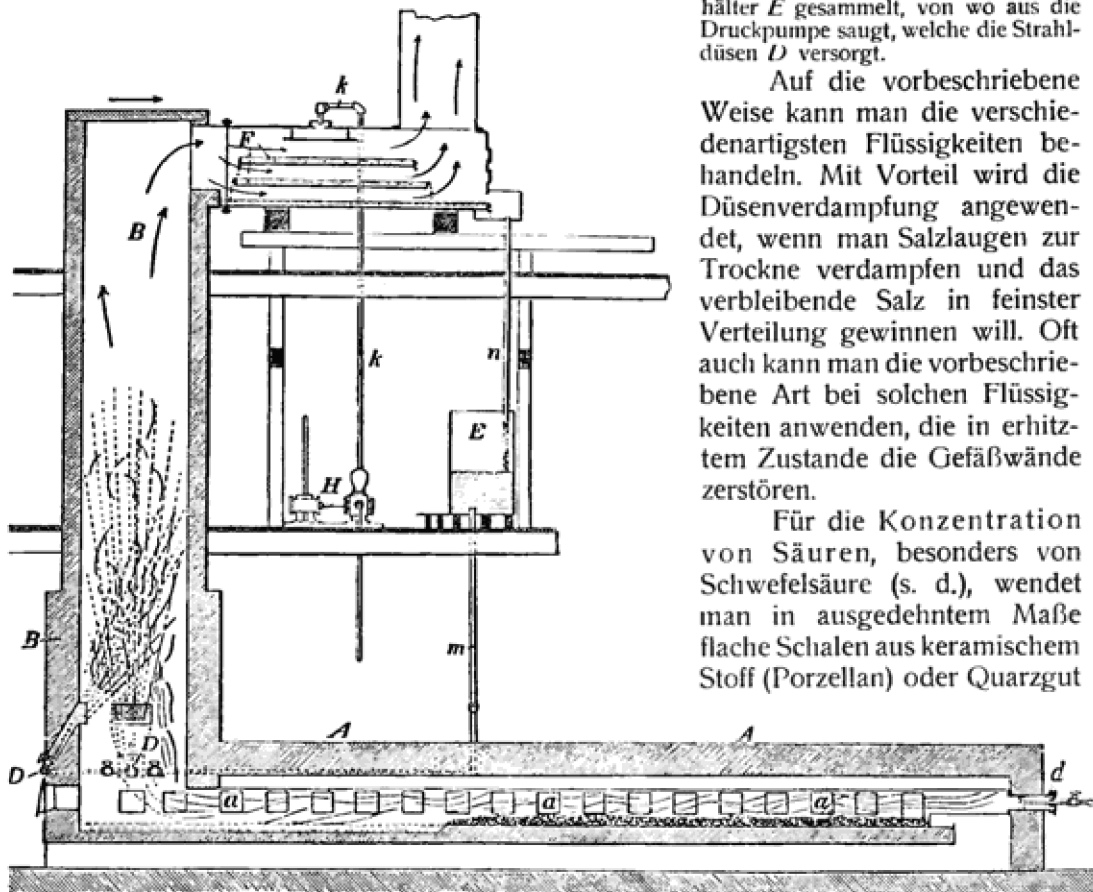 hälter E gesammelt, von wo aus die
Druckpumpe saugt, welche die Strahl-
düsen D versorgt.
Auf die vorbeschriebene
Weise kann man die verschie-
denartigsten Flüssigkeiten be-
handeln. Mit Vorteil wird die
Düsenverdampfung angewen-
det, wenn man Salzlaugen zur
Trockne verdampfen und das
verbleibende Salz in feinster
Verteilung gewinnen will. Oft
auch kann man die vorbeschrie-
bene Art bei solchen Flüssig-
keiten anwenden, die in erhitz-
tem Zustande die Gefäßwände
zerstören.
Für die Konzentration
von Säuren, besonders von
Schwefelsäure (s. d.), wendet
man in ausgedehntem Maße
flache Schalen aus keramischem
Stoff (Porzellan) oder Quarzgut
k
F
B
k
n
E
H
B
m
A A
D D
d
a a a